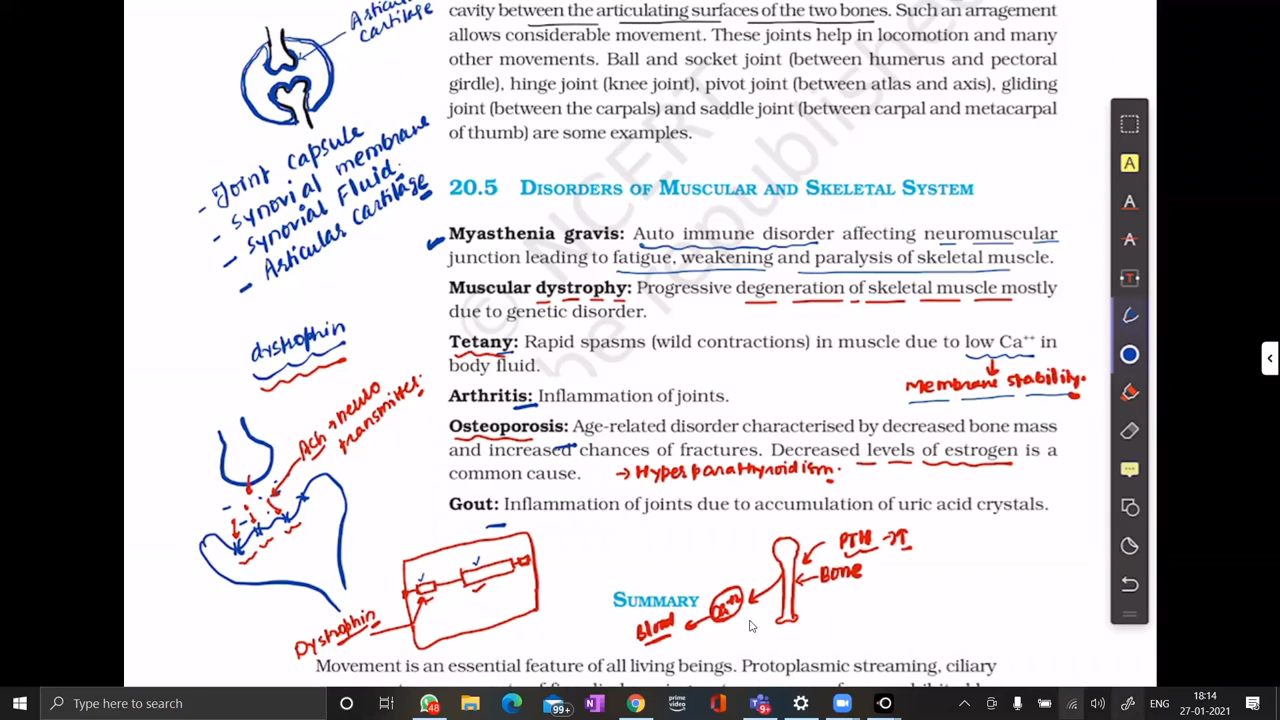 Articular
cartilage
cavity between the articulating surfaces of the two bones. Such an arragement
allows considerable movement. These joints help in locomotion and many
other movements. Ball and socket joint (between humerus and pectoral
girdle), hinge joint (knee joint), pivot joint (between atlas and axis), gliding
joint (between the carpals) and saddle joint (between carpal and metacarpal
of thumb) are some examples.
- Joint capsule
- synovial membrane
- synovial Fluid.
- Articular cartilage
20.5 DISORDERS OF MUSCULAR AND SKELETAL SYSTEM
Myasthenia gravis: Auto immune disorder affecting neuromuscular
junction leading to fatigue, weakening and paralysis of skeletal muscle.
Muscular dystrophy: Progressive degeneration of skeletal muscle mostly
due to genetic disorder.
Tetany: Rapid spasms (wild contractions) in muscle due to low Ca++ in
body fluid.
Membrane stability.
Arthritis: Inflammation of joints.
Osteoporosis: Age-related disorder characterised by decreased bone mass
and increased chances of fractures. Decreased levels of estrogen is a
common cause.
→ Hyperparathyroidism.
Gout: Inflammation of joints due to accumulation of uric acid crystals.
dystrophin
Ach → neuro
transmitter
Dystrophin
PTH → ↑
Bone
Ca+2
Blood
SUMMARY
Movement is an essential feature of all living beings. Protoplasmic streaming, ciliary
© NCERT
be republished
A
A
A
T
Type here to search
48
99+
N
prime
video
9+
ENG
18:14
27-01-2021